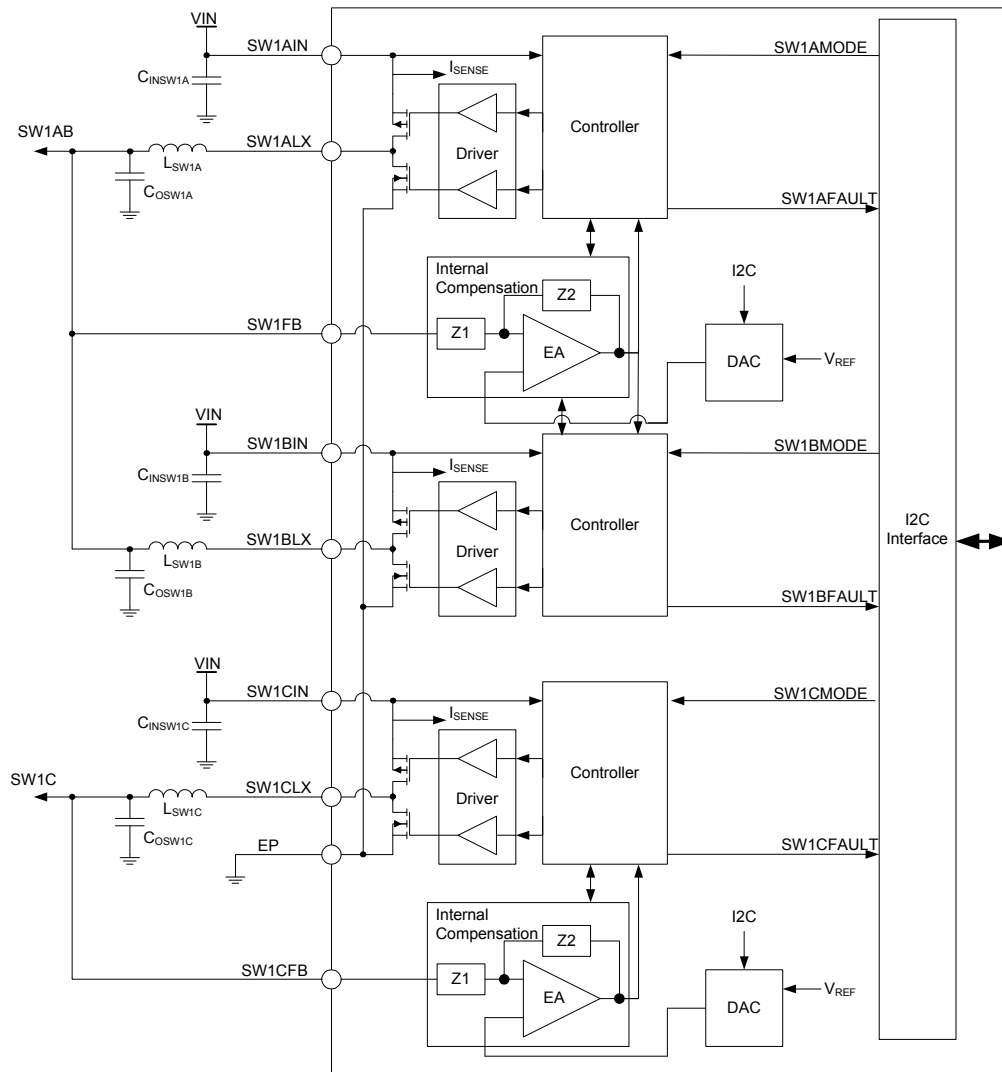 VIN
SW1AIN
SW1AMODE
CINSW1A
ISENSE
Controller
SW1AB
SW1ALX
Driver
LSW1A
COSW1A
SW1AFAULT
Internal
Compensation
I2C
Z2
SW1FB
Z1
EA
DAC
VREF
VIN
SW1BIN
SW1BMODE
CINSW1B
ISENSE
Controller
I2C
Interface
SW1BLX
Driver
LSW1B
COSW1B
SW1BFAULT
VIN
SW1CIN
SW1CMODE
CINSW1C
ISENSE
Controller
SW1C
SW1CLX
Driver
LSW1C
COSW1C
EP
SW1CFAULT
Internal
Compensation
I2C
Z2
SW1CFB
Z1
EA
DAC
VREF